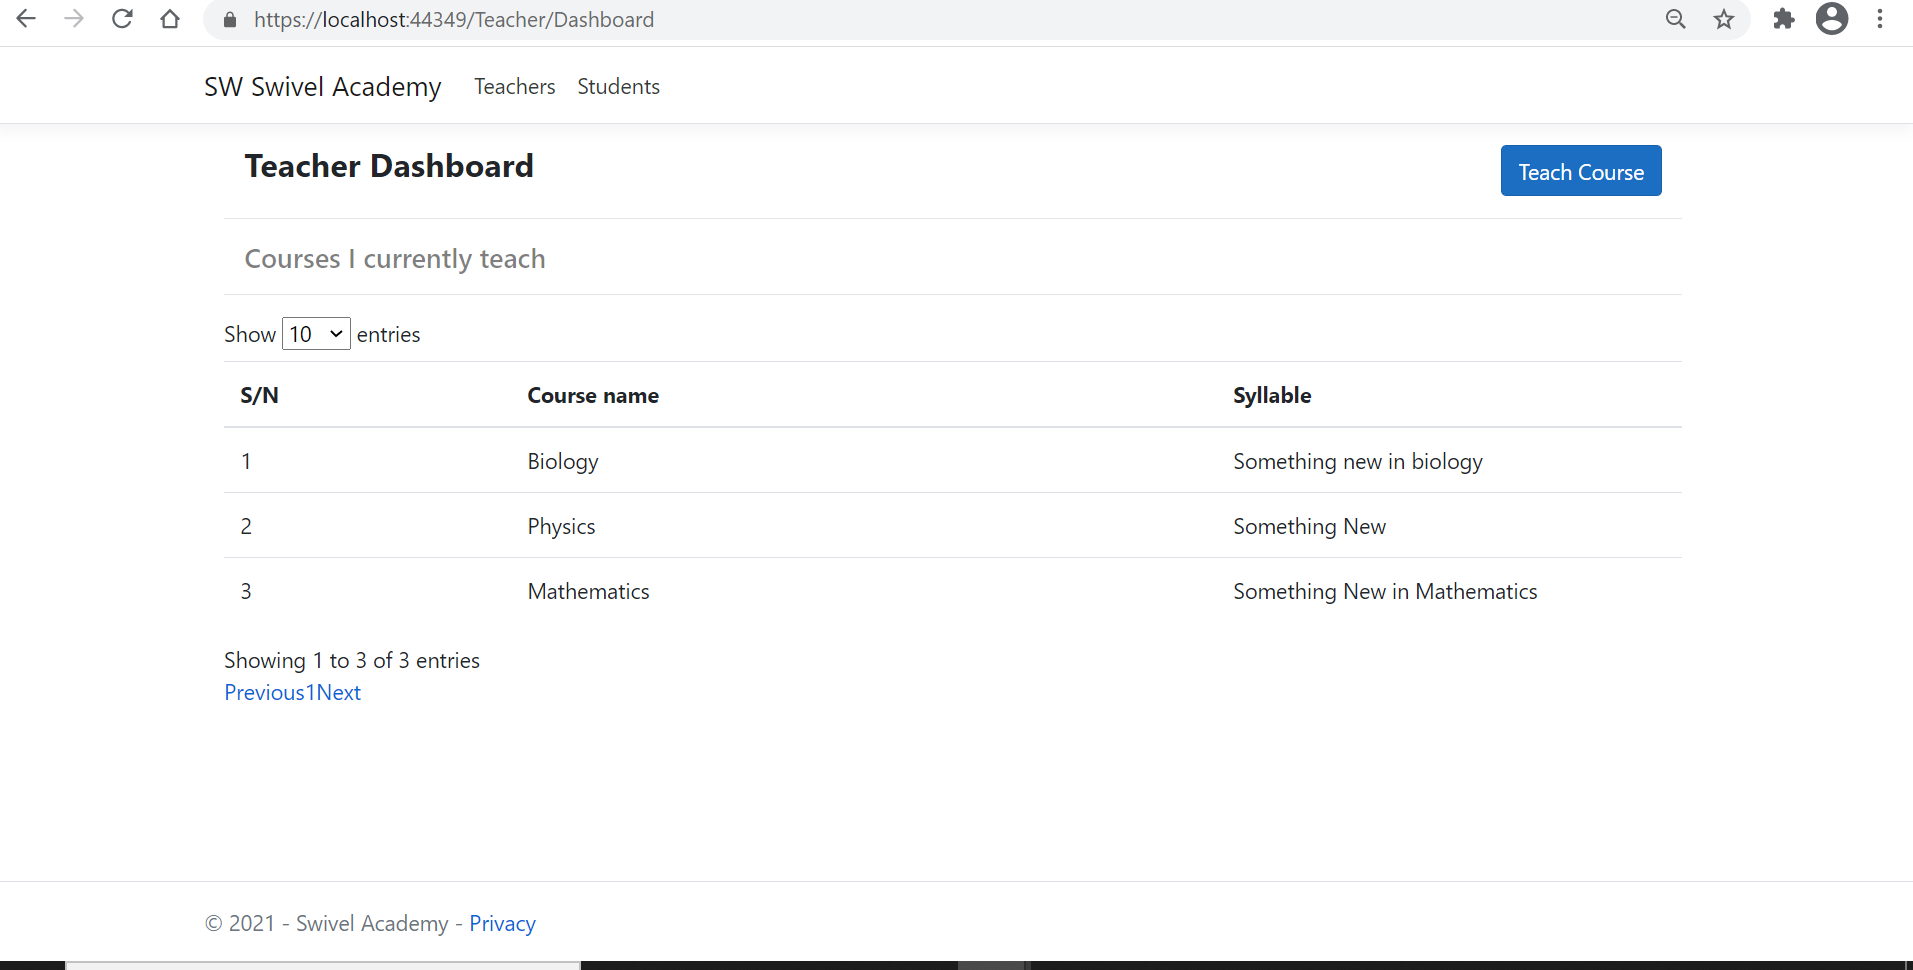 https://localhost:44349/Teacher/Dashboard
SW Swivel Academy Teachers Students
Teacher Dashboard Teach Course
Courses I currently teach
Show 10 entries
S/N Course name Syllable
1 Biology Something new in biology
2 Physics Something New
3 Mathematics Something New in Mathematics
Showing 1 to 3 of 3 entries
Previous1Next
© 2021 - Swivel Academy - Privacy